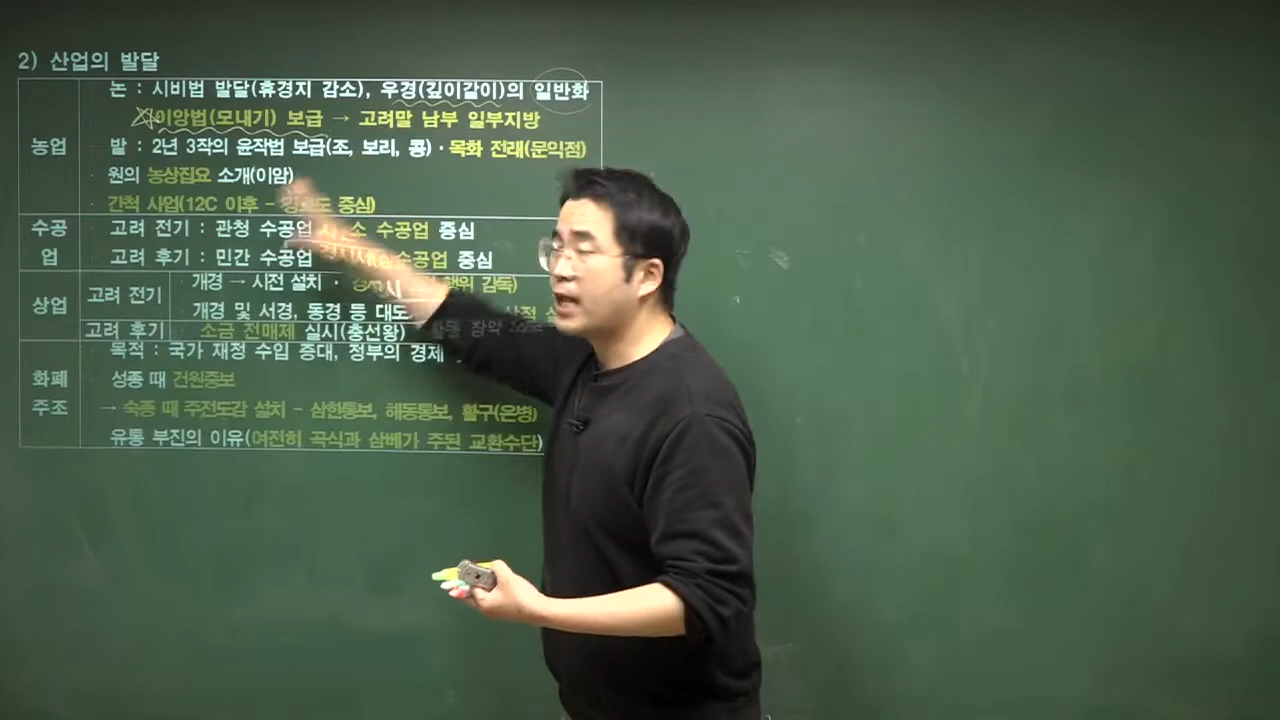 2) 산업의 발달
농업
논 : 시비법 발달(휴경지 감소), 우경(깊이갈이)의 일반화
이앙법(모내기) 보급 → 고려말 남부 일부지방
밭 : 2년 3작의 윤작법 보급(조, 보리, 콩) · 목화 전래(문익점)
원의 농상집요 소개(이암)
간척 사업(12C 이후 - 중심)
수공업
고려 전기 : 관청 수공업 소 수공업 중심
고려 후기 : 민간 수공업 수공업 중심
상업
고려 전기
개경 → 시전 설치 · 행위 감독)
개경 및 서경, 동경 등 대도
고려 후기
소금 전매제 실시(충선왕) 장악
화폐 주조
목적 : 국가 재정 수입 증대, 정부의 경제
성종 때 건원중보
→ 숙종 때 주전도감 설치 - 삼한통보, 해동통보, 활구(은병)
유통 부진의 이유(여전히 곡식과 삼베가 주된 교환수단)